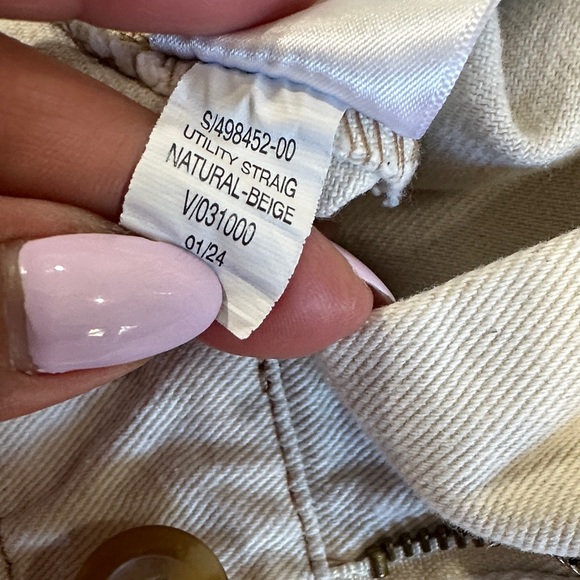 S/498452-00
UTILITY STRAIG
NATURAL-BEIGE
V/031000
01/24